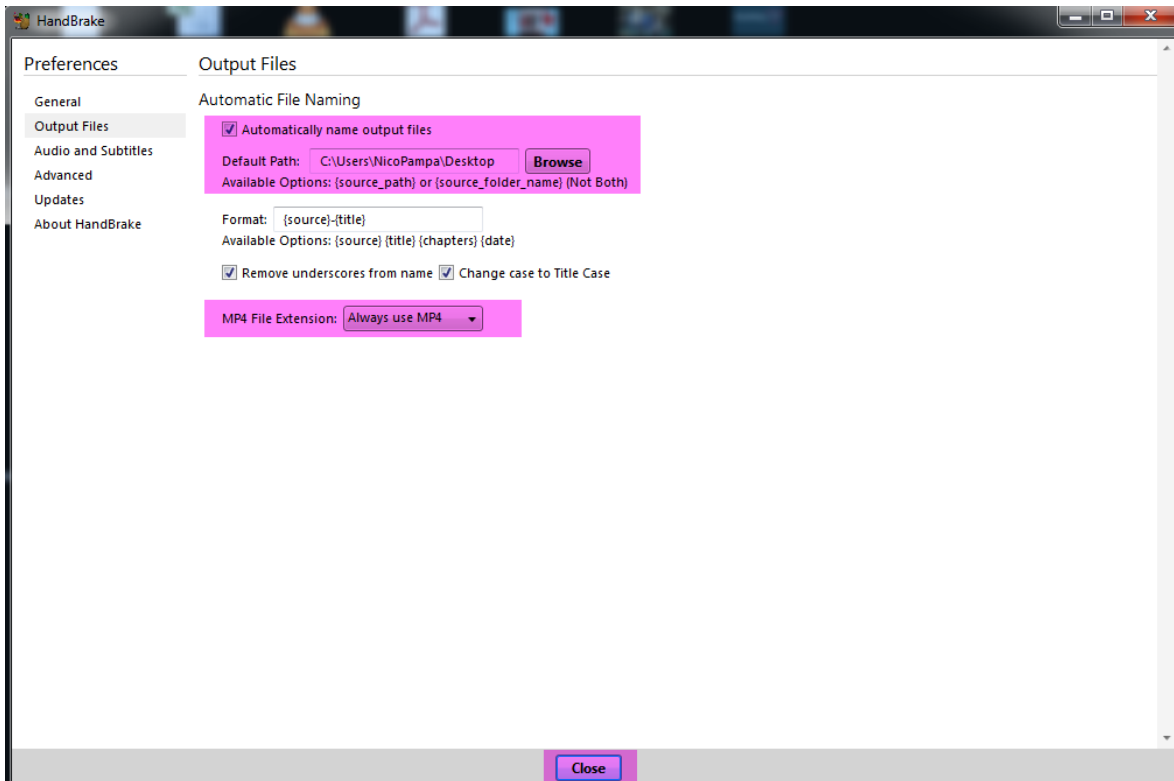 HandBrake
Preferences
General
Output Files
Audio and Subtitles
Advanced
Updates
About HandBrake
Output Files
Automatic File Naming
Automatically name output files
Default Path: C:\Users\NicoPampa\Desktop Browse
Available Options: {source_path} or {source_folder_name} (Not Both)
Format: {source}-{title}
Available Options: {source} {title} {chapters} {date}
Remove underscores from name Change case to Title Case
MP4 File Extension: Always use MP4
Close